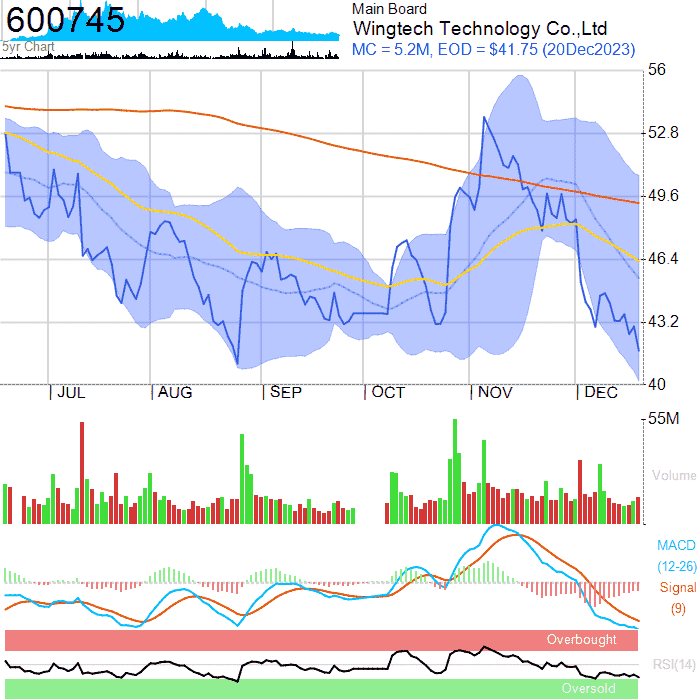 600745
5yr Chart
Main Board
Wingtech Technology Co.,Ltd
MC = 5.2M, EOD = $41.75 (20Dec2023)
56
52.8
49.6
46.4
43.2
40
JUL AUG SEP OCT NOV DEC
55M
Volume
MACD
(12-26)
Signal
(9)
Overbought
RSI(14)
Oversold